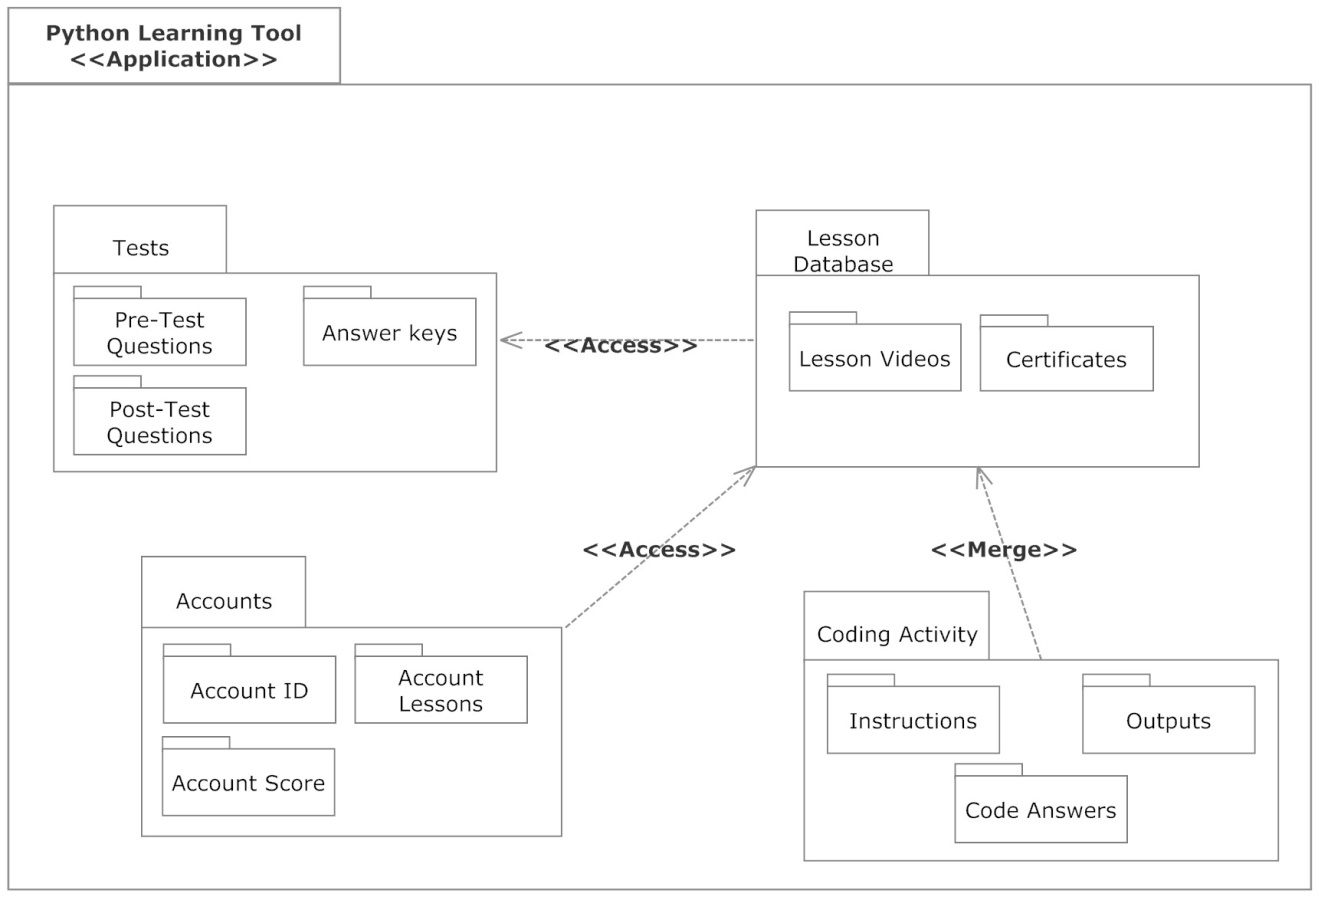 Python Learning Tool
<<Application>>
Tests
Pre-Test
Questions
Answer keys
Post-Test
Questions
Lesson
Database
Lesson Videos
Certificates
<<Access>>
<<Access>>
<<Merge>>
Accounts
Account ID
Account
Lessons
Account Score
Coding Activity
Instructions
Outputs
Code Answers